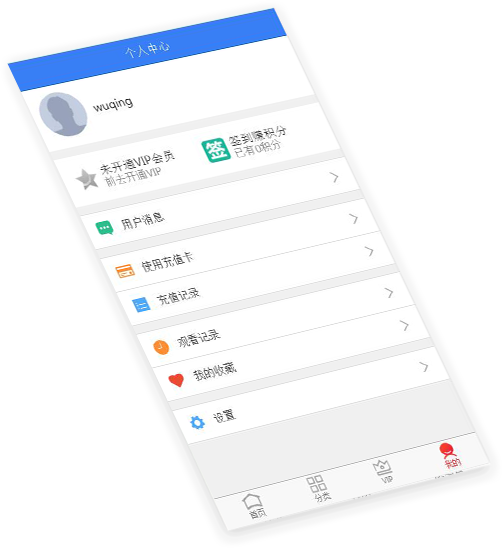 个人中心
wuqing
未开通VIP会员
前去开通VIP
签
签到赚积分
已有0积分
用户消息
使用充值卡
充值记录
观看记录
我的收藏
设置
首页
分类
VIP
我的